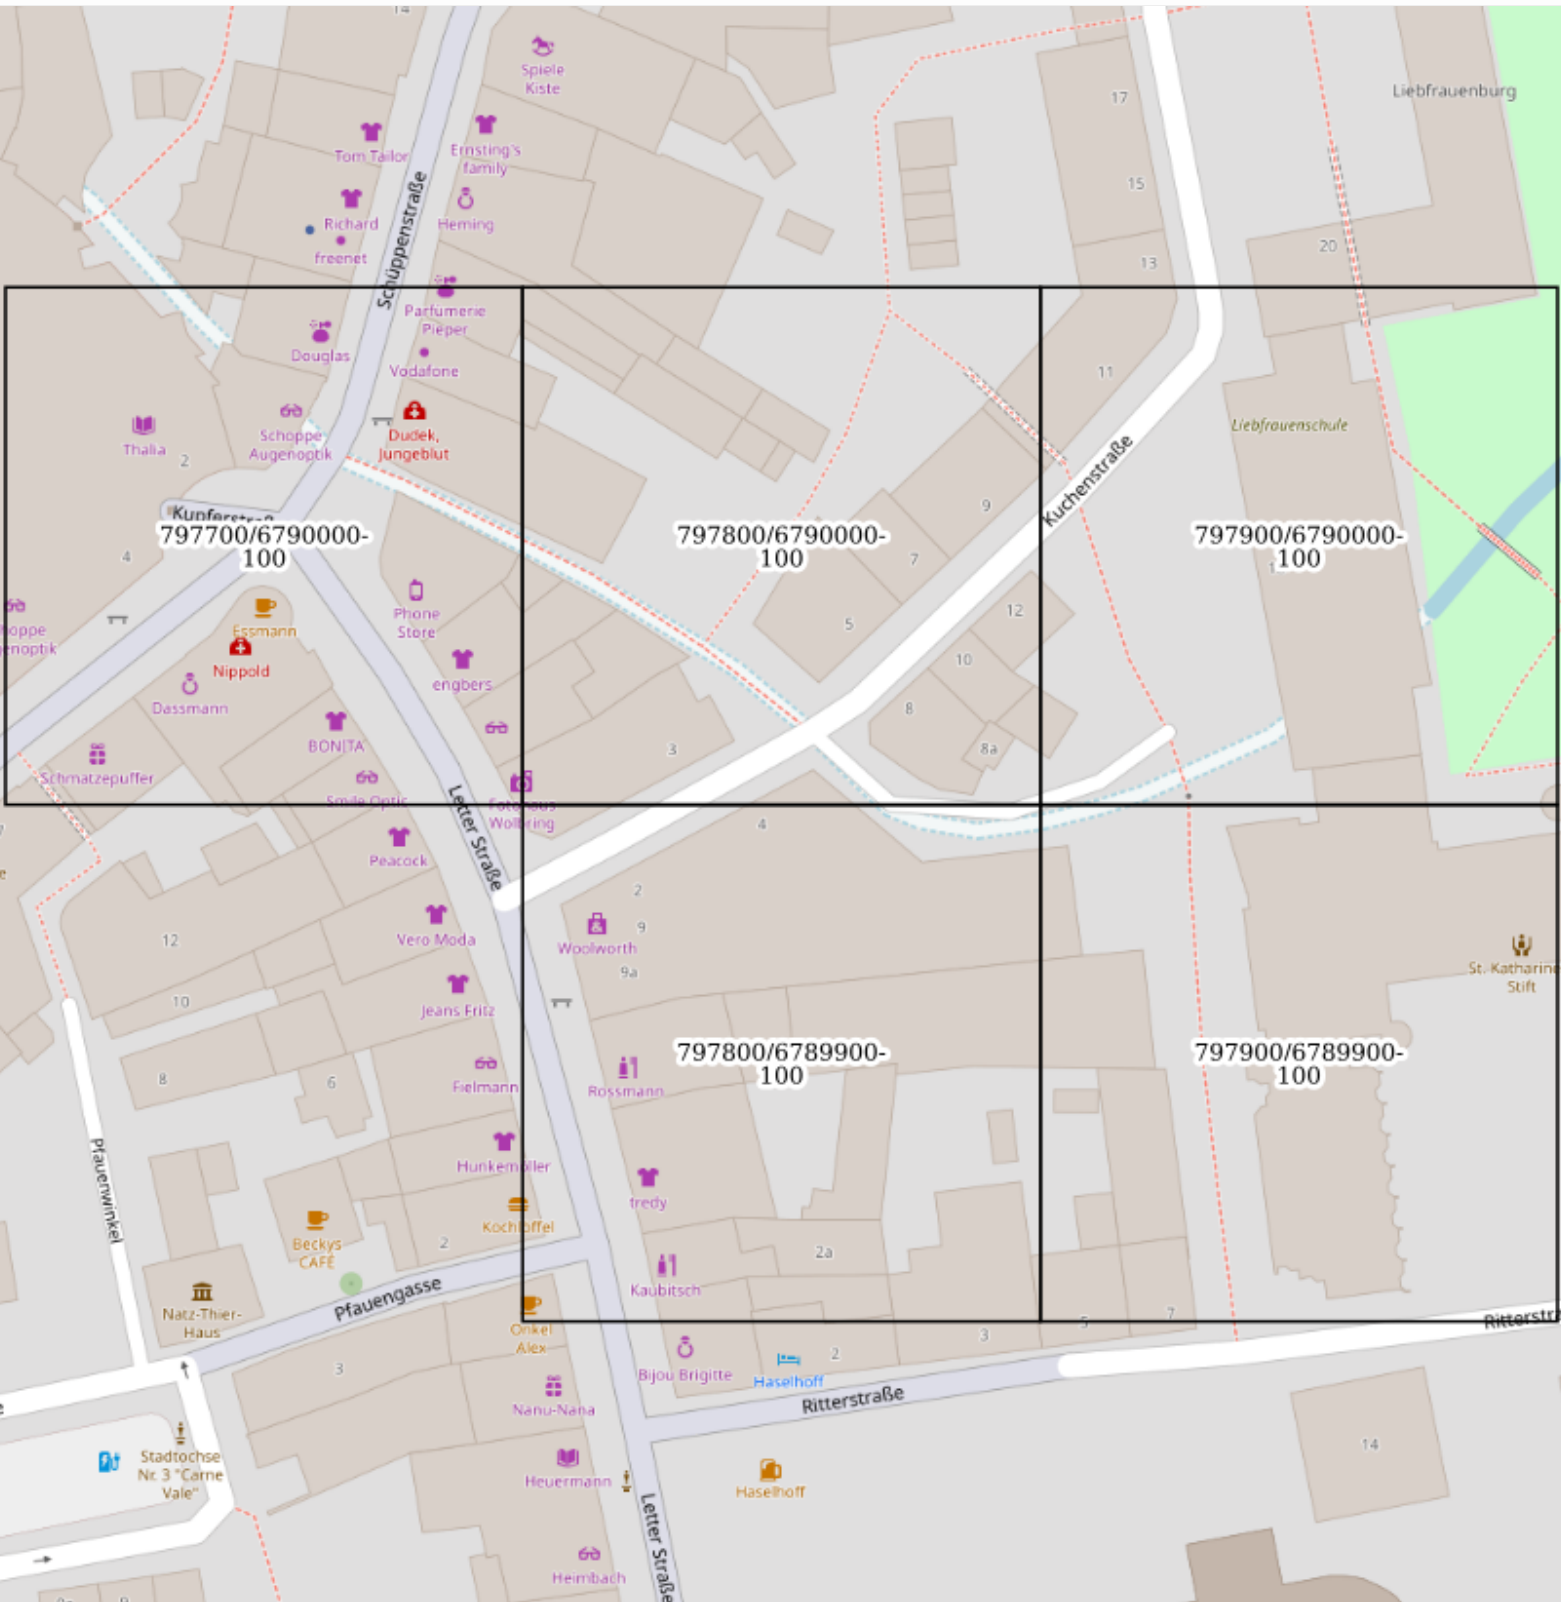 14
Spiele
Kiste
17
Liebfrauenburg
Tom Tailor
Ernsting's
family
15
Richard
Heming
freenet
Schüppenstraße
20
13
Parfümerie
Pieper
Douglas
Vodafone
11
Thalia
2
Schoppe
Augenoptik
Dudek,
Jungeblut
Liebfrauenschule
Kuchenstraße
9
Kupferstraß
797700/6790000-
100
797800/6790000-
100
797900/6790000-
100
4
7
Essmann
Phone
Store
12
5
hoppe
genoptik
Nippold
engbers
10
Dassmann
8
BONITA
3
8a
Schmatzepuffer
Smile Optic
Fotohaus
Wolbring
Letter Straße
4
Peacock
2
12
Vero Moda
9
Woolworth
9a
St. Katharine
Stift
10
Jeans Fritz
797800/6789900-
100
797900/6789900-
100
8
6
Fielmann
Rossmann
Pfauenwinkel
Hunkemöller
tredy
Kochlöffel
Beckys
CAFÉ
2
2a
Kaubitsch
Pfauengasse
Natz-Thier-
Haus
Onkel
Alex
7
5
Ritterstra
3
3
2
Bijou Brigitte
Haselhoff
Nanu-Nana
Ritterstraße
Stadtochse
Nr. 3 "Carne
Vale"
14
Heuermann
Haselhoff
Letter Straße
Heimbach